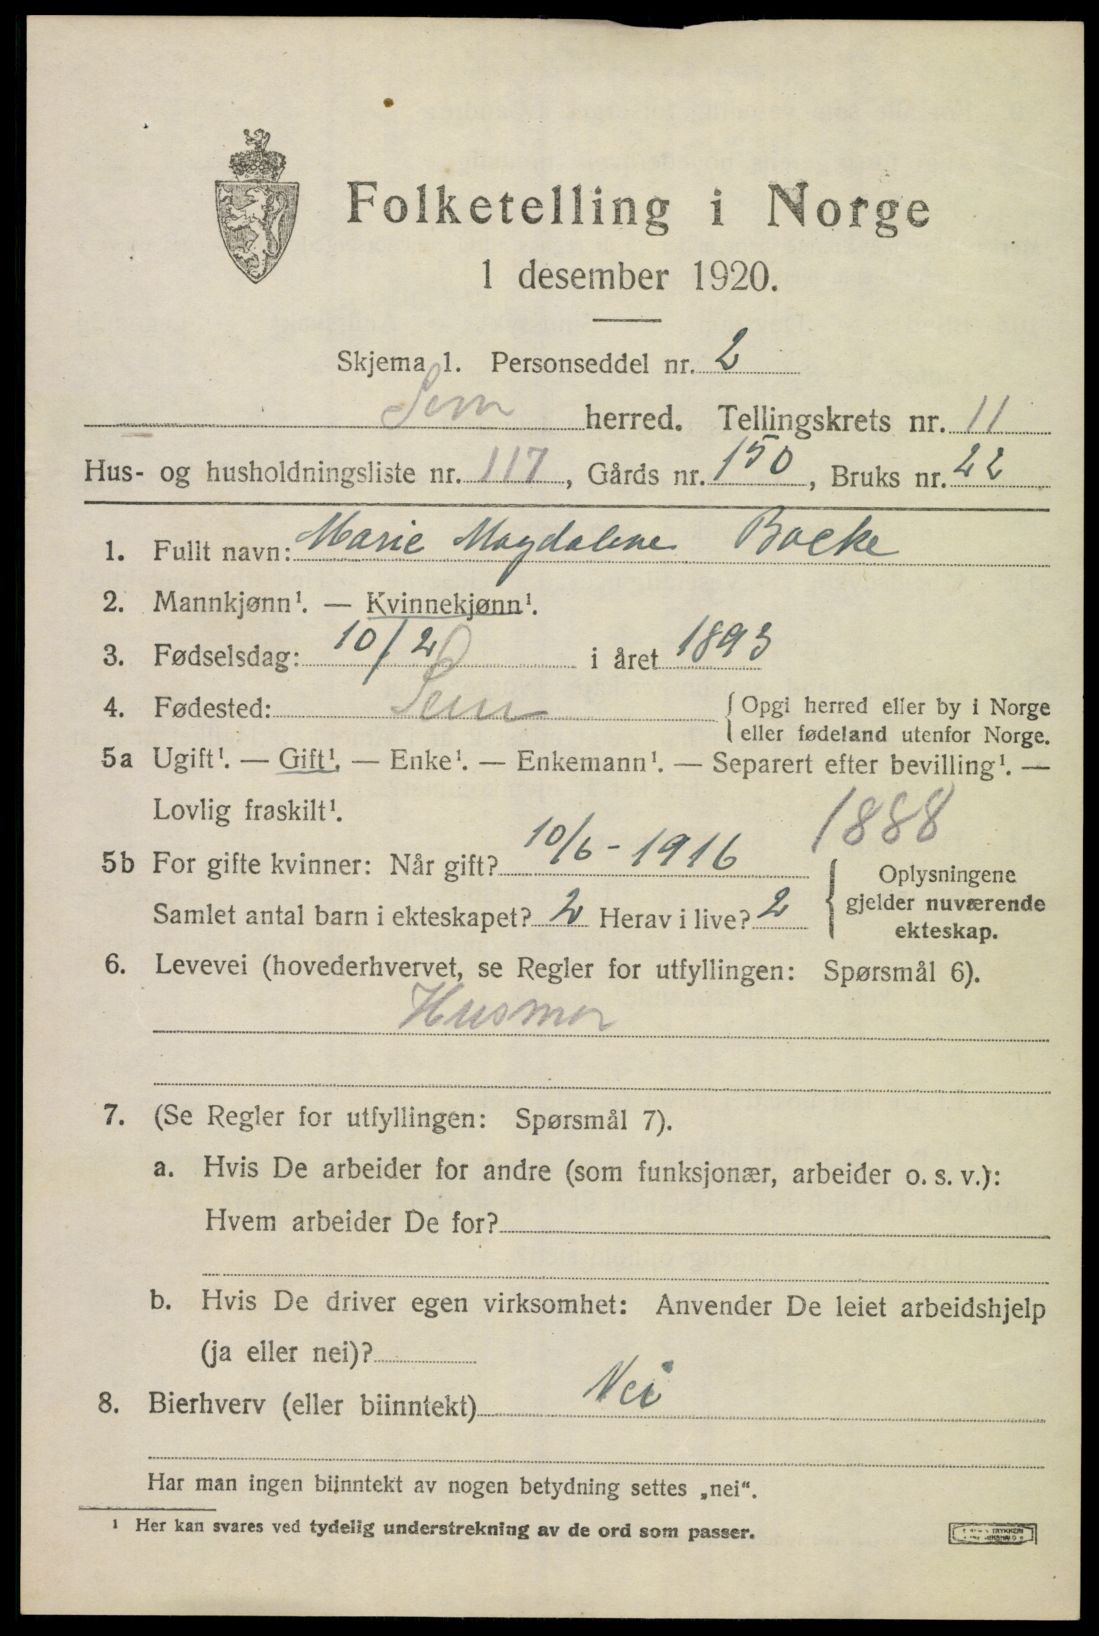 Folketelling i Norge
1 desember 1920.
Skjema 1. Personseddel nr. 2
Sem herred. Tellingskrets nr. 11
Hus- og husholdningsliste nr. 117, Gårds nr. 150, Bruks nr. 22
1. Fullt navn: Marie Magdalene Bocke
2. Mannkjønn¹. — Kvinnekjønn¹.
3. Fødselsdag: 10/2 i året 1893
4. Fødested: Sem { Opgi herred eller by i Norge
eller fødeland utenfor Norge.
5a Ugift¹. — Gift¹. — Enke¹. — Enkemann¹. — Separert efter bevilling¹. —
Lovlig fraskilt¹.
1888
5b For gifte kvinner: Når gift? 10/6 - 1916
Samlet antal barn i ekteskapet? 2 Herav i live? 2
{ Oplysningene
gjelder nuværende
ekteskap.
6. Levevei (hovederhvervet, se Regler for utfyllingen: Spørsmål 6).
Husmor
7. (Se Regler for utfyllingen: Spørsmål 7).
a. Hvis De arbeider for andre (som funksjonær, arbeider o. s. v.):
Hvem arbeider De for?
b. Hvis De driver egen virksomhet: Anvender De leiet arbeidshjelp
(ja eller nei)?
8. Bierhverv (eller biinntekt) Nei
Har man ingen biinntekt av nogen betydning settes „nei".
¹ Her kan svares ved tydelig understrekning av de ord som passer.